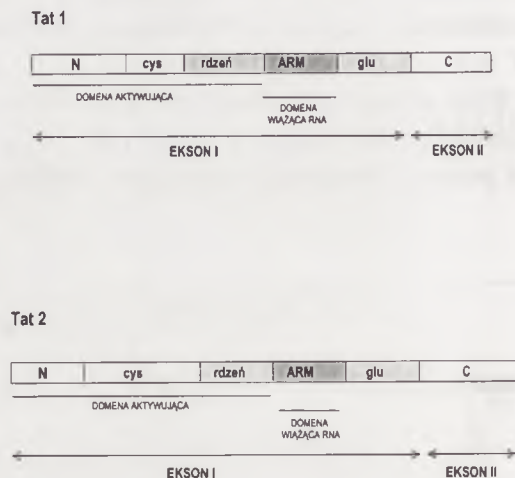 Tat 1
N cys rdzeń ARM glu C
DOMENA AKTYWUJĄCA
DOMENA
WIĄŻĄCA RNA
EKSON I EKSON II
Tat 2
N cys rdzeń ARM glu C
DOMENA AKTYWUJĄCA
DOMENA
WIĄŻĄCA RNA
EKSON I EKSON II